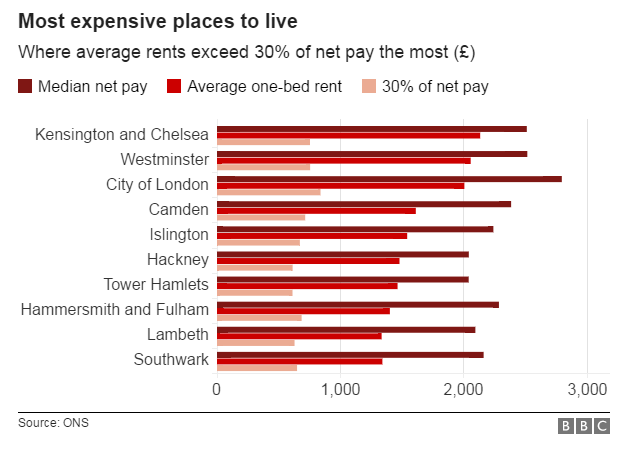 Most expensive places to live
Where average rents exceed 30% of net pay the most (£)
Median net pay Average one-bed rent 30% of net pay
Kensington and Chelsea
Westminster
City of London
Camden
Islington
Hackney
Tower Hamlets
Hammersmith and Fulham
Lambeth
Southwark
0 1,000 2,000 3,000
Source: ONS BBC